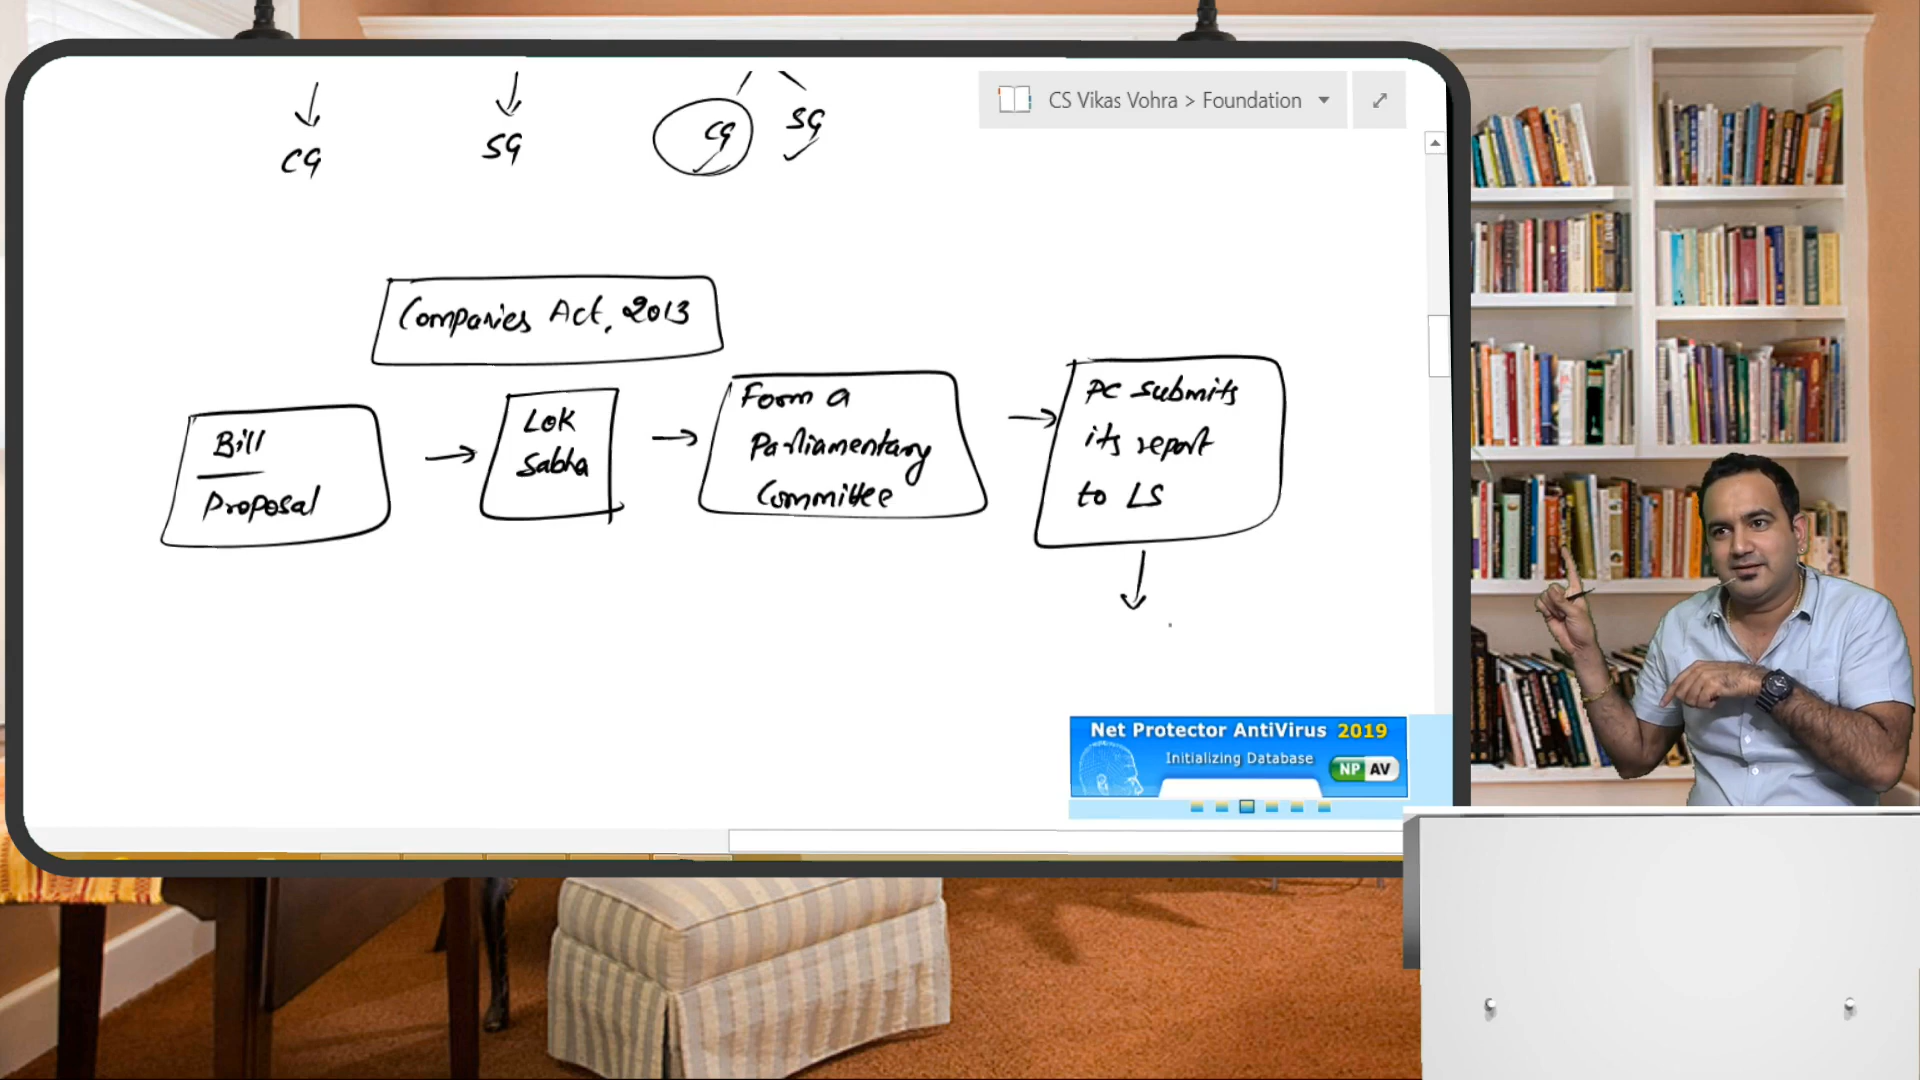 CS Vikas Vohra > Foundation
CG
SG
CG
SG
Companies Act, 2013
Bill
Proposal
Lok
Sabha
Form a
Parliamentary
Committee
PC submits
its report
to LS
Net Protector AntiVirus 2019
Initializing Database
NP AV